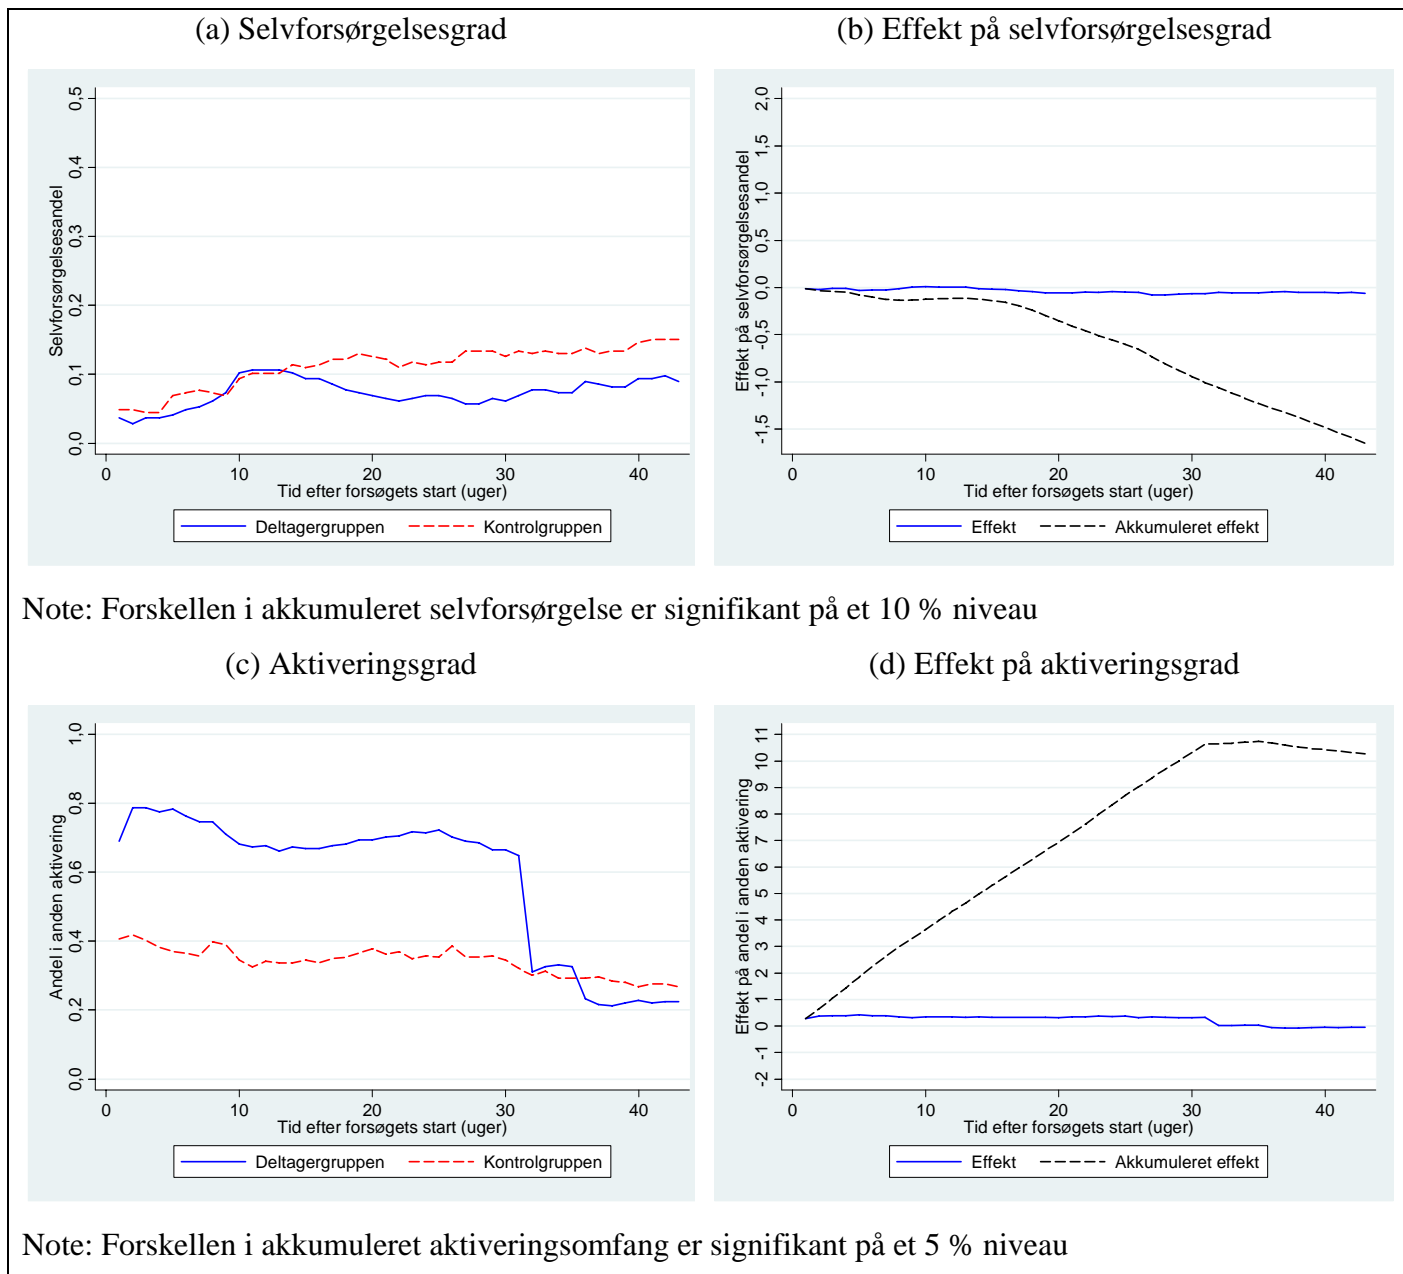 (a) Selvforsørgelsesgrad
(b) Effekt på selvforsørgelsesgrad
Selvforsørgelsesandel
0,0
0,1
0,2
0,3
0,4
0,5
0
10
20
30
40
Tid efter forsøgets start (uger)
Deltagergruppen
Kontrolgruppen
Effekt på selvforsørgelsesandel
-1,5
-1,0
-0,5
0,0
0,5
1,0
1,5
2,0
0
10
20
30
40
Tid efter forsøgets start (uger)
Effekt
Akkumuleret effekt
Note: Forskellen i akkumuleret selvforsørgelse er signifikant på et 10 % niveau
(c) Aktiveringsgrad
(d) Effekt på aktiveringsgrad
Andel i anden aktivering
0,0
0,2
0,4
0,6
0,8
1,0
0
10
20
30
40
Tid efter forsøgets start (uger)
Deltagergruppen
Kontrolgruppen
Effekt på andel i anden aktivering
-2
-1
0
1
2
3
4
5
6
7
8
9
10
11
0
10
20
30
40
Tid efter forsøgets start (uger)
Effekt
Akkumuleret effekt
Note: Forskellen i akkumuleret aktiveringsomfang er signifikant på et 5 % niveau